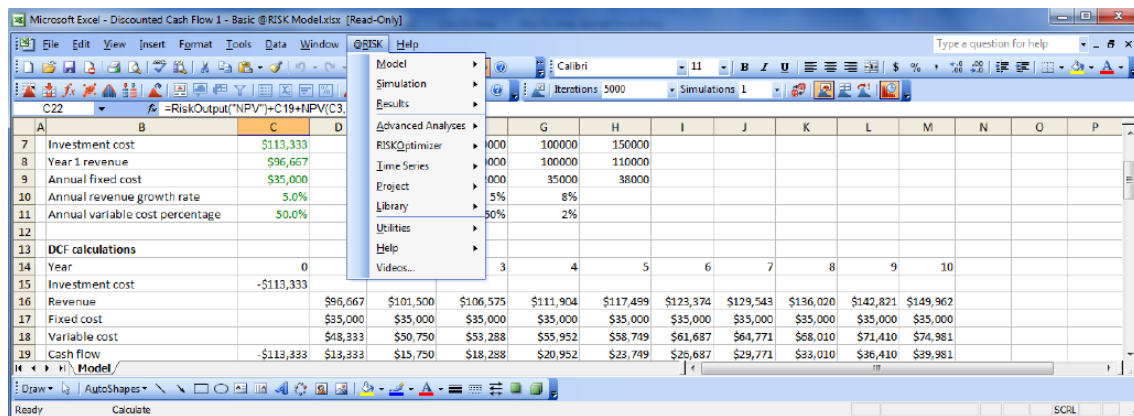 Microsoft Excel - Discounted Cash Flow 1 - Basic @RISK Model.xlsx [Read-Only]
File Edit View Insert Format Tools Data Window @RISK Help Type a question for help
Calibri 11 B I U $ % ,
Iterations 5000 Simulations 1
C22 fx =RiskOutput("NPV")+C19+NPV(C3,
A B C D G H I J K L M N O P
7 Investment cost $113,333 0000 100000 150000
8 Year 1 revenue $96,667 0000 100000 110000
9 Annual fixed cost $35,000 2000 35000 38000
10 Annual revenue growth rate 5.0% 5% 8%
11 Annual variable cost percentage 50.0% 50% 2%
12
13 DCF calculations
14 Year 0 3 4 5 6 7 8 9 10
15 Investment cost -$113,333
16 Revenue $96,667 $101,500 $106,575 $111,904 $117,499 $123,374 $129,543 $136,020 $142,821 $149,962
17 Fixed cost $35,000 $35,000 $35,000 $35,000 $35,000 $35,000 $35,000 $35,000 $35,000 $35,000
18 Variable cost $48,333 $50,750 $53,288 $55,952 $58,749 $61,687 $64,771 $68,010 $71,410 $74,981
19 Cash flow -$113,333 $13,333 $15,750 $18,288 $20,952 $23,749 $26,687 $29,771 $33,010 $36,410 $39,981
Model
Simulation
Results
Advanced Analyses
RISKOptimizer
Time Series
Project
Library
Utilities
Help
Videos...
Model
Draw AutoShapes
Ready Calculate SCRL